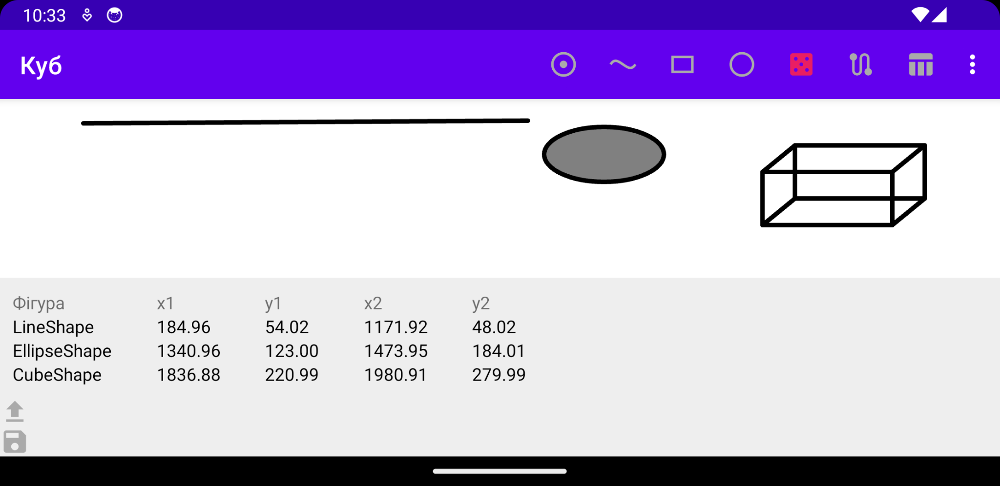 10:33
Куб
Фігура x1 y1 x2 y2
LineShape 184.96 54.02 1171.92 48.02
EllipseShape 1340.96 123.00 1473.95 184.01
CubeShape 1836.88 220.99 1980.91 279.99